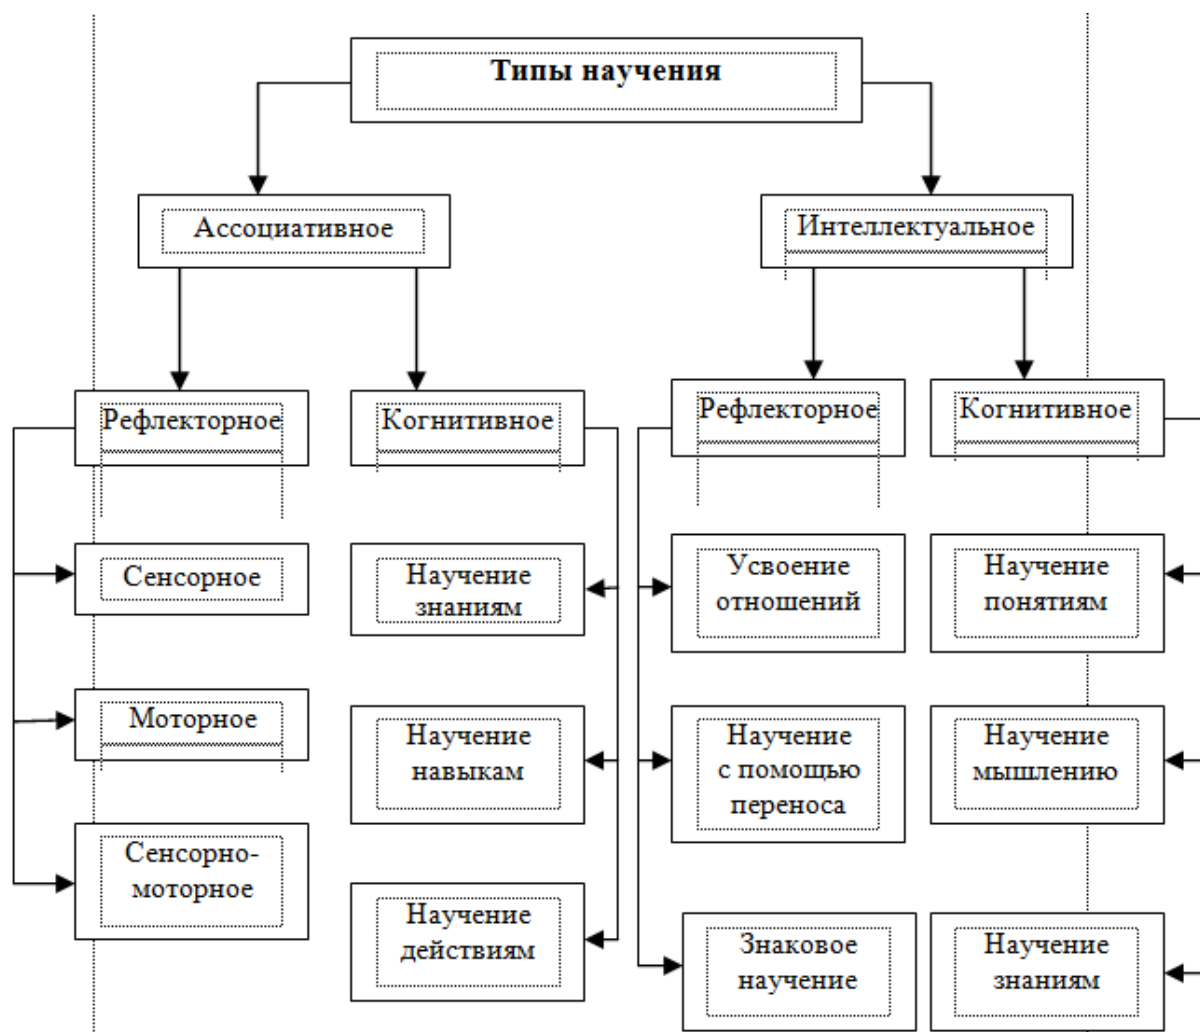 Типы научения
Ассоциативное
Интеллектуальное
Рефлекторное
Когнитивное
Рефлекторное
Когнитивное
Сенсорное
Научение
знаниям
Усвоение
отношений
Научение
понятиям
Моторное
Научение
навыкам
Научение
с помощью
переноса
Научение
мышлению
Сенсорно-
моторное
Научение
действиям
Знаковое
научение
Научение
знаниям